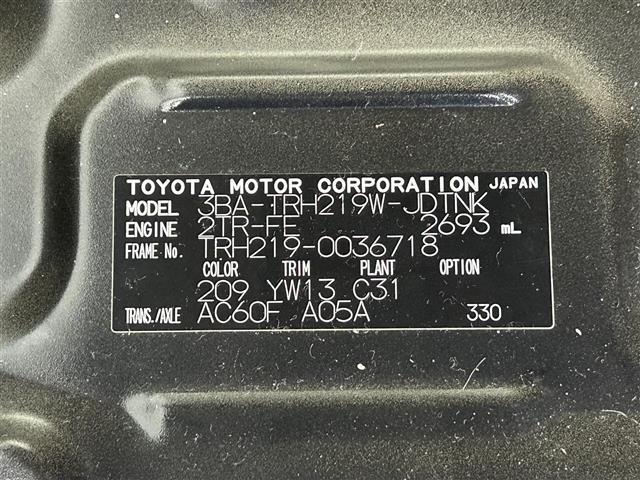 TOYOTA MOTOR CORPORATION JAPAN
MODEL 3BA-TRH219W-JDTNK
ENGINE 2TR-FE 2693 mL
FRAME No. TRH219-0036718
COLOR TRIM PLANT OPTION
209 YW13 C31
TRANS./AXLE AC60F A05A 330